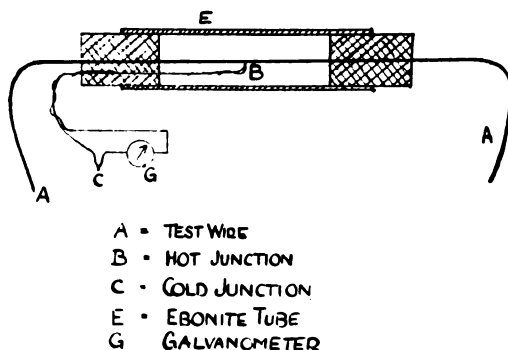 E
B
A
A
C
G
A = TEST WIRE
B = HOT JUNCTION
C = COLD JUNCTION
E = EBONITE TUBE
G GALVANOMETER